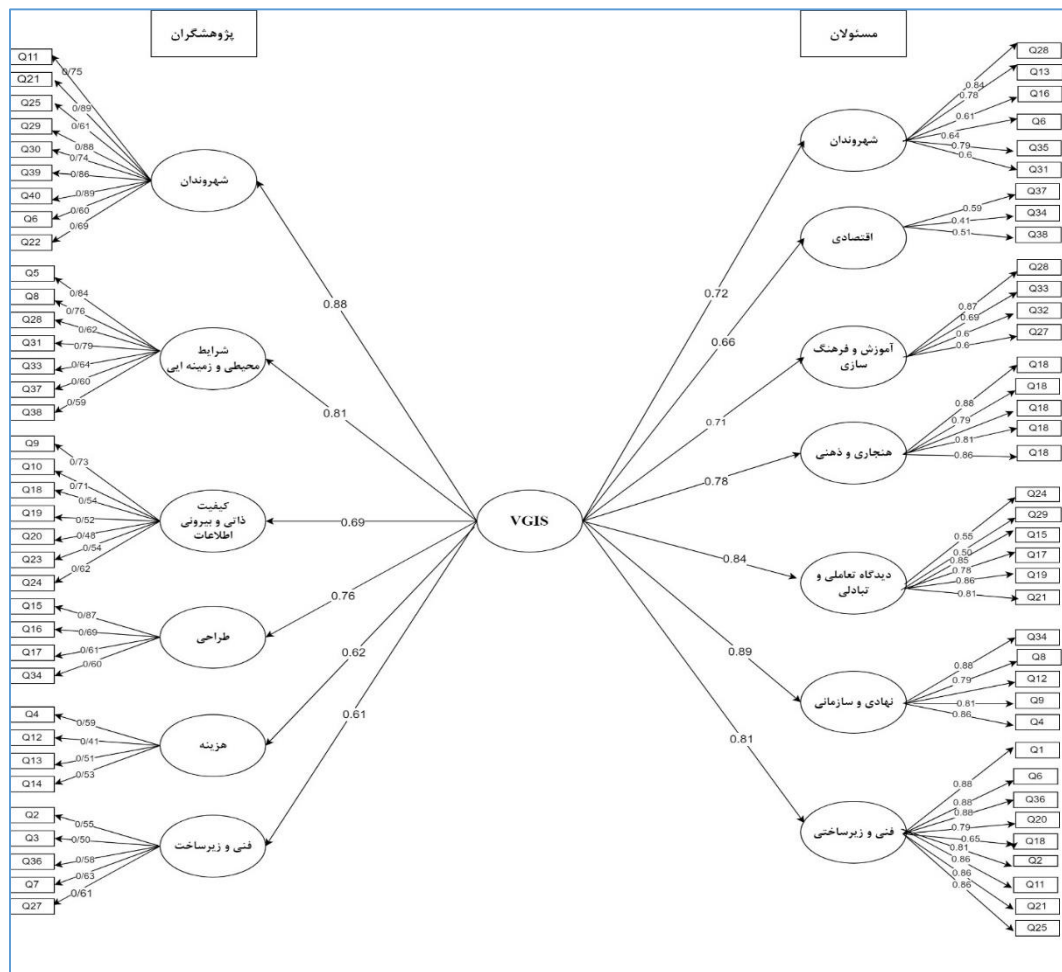 پژوهشگران
مسئولان
Q11
Q21
Q25
Q29
Q30
Q39
Q40
Q6
Q22
0/75
0/89
0/61
0/88
0/74
0/86
0/89
0/60
0/69
شهروندان
0.88
Q5
Q8
Q28
Q31
Q33
Q37
Q38
0/84
0/76
0/62
0/79
0/64
0/60
0/59
شرایط
محیطی و زمینه ایی
0.81
Q9
Q10
Q18
Q19
Q20
Q23
Q24
0/73
0/71
0/54
0/52
0/48
0/54
0/62
کیفیت
ذاتی و بیرونی
اطلاعات
0.69
Q15
Q16
Q17
Q34
0/87
0/69
0/61
0/60
طراحی
0.76
Q4
Q12
Q13
Q14
0/59
0/41
0/51
0/53
هزینه
0.62
Q2
Q3
Q36
Q7
Q27
0/55
0/50
0/58
0/63
0/61
فنی و زیرساخت
0.61
VGIS
0.72
شهروندان
0.84
0.78
0.61
0.64
0.79
0.6
Q28
Q13
Q16
Q6
Q35
Q31
0.66
اقتصادی
0.59
0.41
0.51
Q37
Q34
Q38
0.71
آموزش و فرهنگ
سازی
0.87
0.69
0.6
0.6
Q28
Q33
Q32
Q27
0.78
هنجاری و ذهنی
0.88
0.79
0.81
0.86
Q18
Q18
Q18
Q18
Q18
0.84
دیدگاه تعاملی و
تبادلی
0.55
0.50
0.85
0.78
0.86
0.81
Q24
Q29
Q15
Q17
Q19
Q21
0.89
نهادی و سازمانی
0.88
0.79
0.81
0.86
Q34
Q8
Q12
Q9
Q4
0.81
فنی و زیرساختی
0.88
0.88
0.88
0.79
0.65
0.81
0.86
0.86
0.86
Q1
Q6
Q36
Q20
Q18
Q2
Q11
Q21
Q25